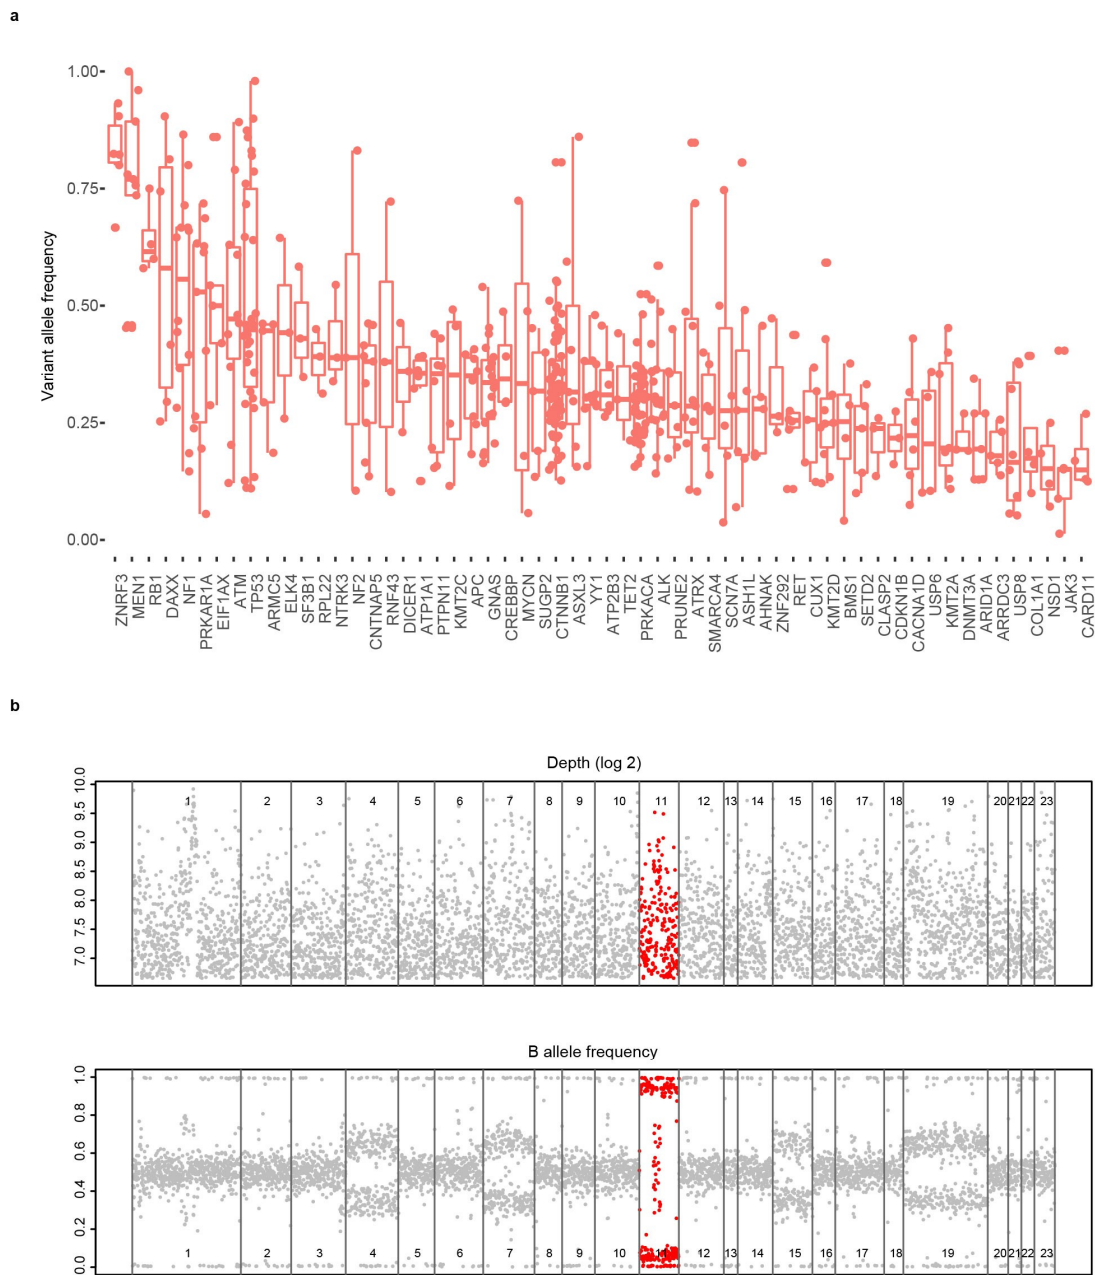 a
Variant allele frequency
1.00
0.75
0.50
0.25
0.00
ZNRF3
MEN1
RB1
DAXX
NF1
PRKAR1A
EIF1AX
ATM
TP53
ARMC5
ELK4
SF3B1
RPL22
NTRK3
NF2
CNTNAP5
RNF43
DICER1
ATP1A1
PTPN11
KMT2C
APC
GNAS
CREBBP
MYCN
SUGP2
CTNNB1
ASXL3
YY1
ATP2B3
TET2
PRKACA
ALK
PRUNE2
ATRX
SMARCA4
SCN7A
ASH1L
AHNAK
ZNF292
RET
CUX1
KMT2D
BMS1
SETD2
CLASP2
CDKN1B
CACNA1D
USP6
KMT2A
DNMT3A
ARID1A
ARRDC3
USP8
COL1A1
NSD1
JAK3
CARD11
b
Depth (log 2)
10.0
9.5
9.0
8.5
8.0
7.5
7.0
1 2 3 4 5 6 7 8 9 10 11 12 13 14 15 16 17 18 19 20 21 22 23
B allele frequency
1.0
0.8
0.6
0.4
0.2
0.0
1 2 3 4 5 6 7 8 9 10 11 12 13 14 15 16 17 18 19 20 21 22 23